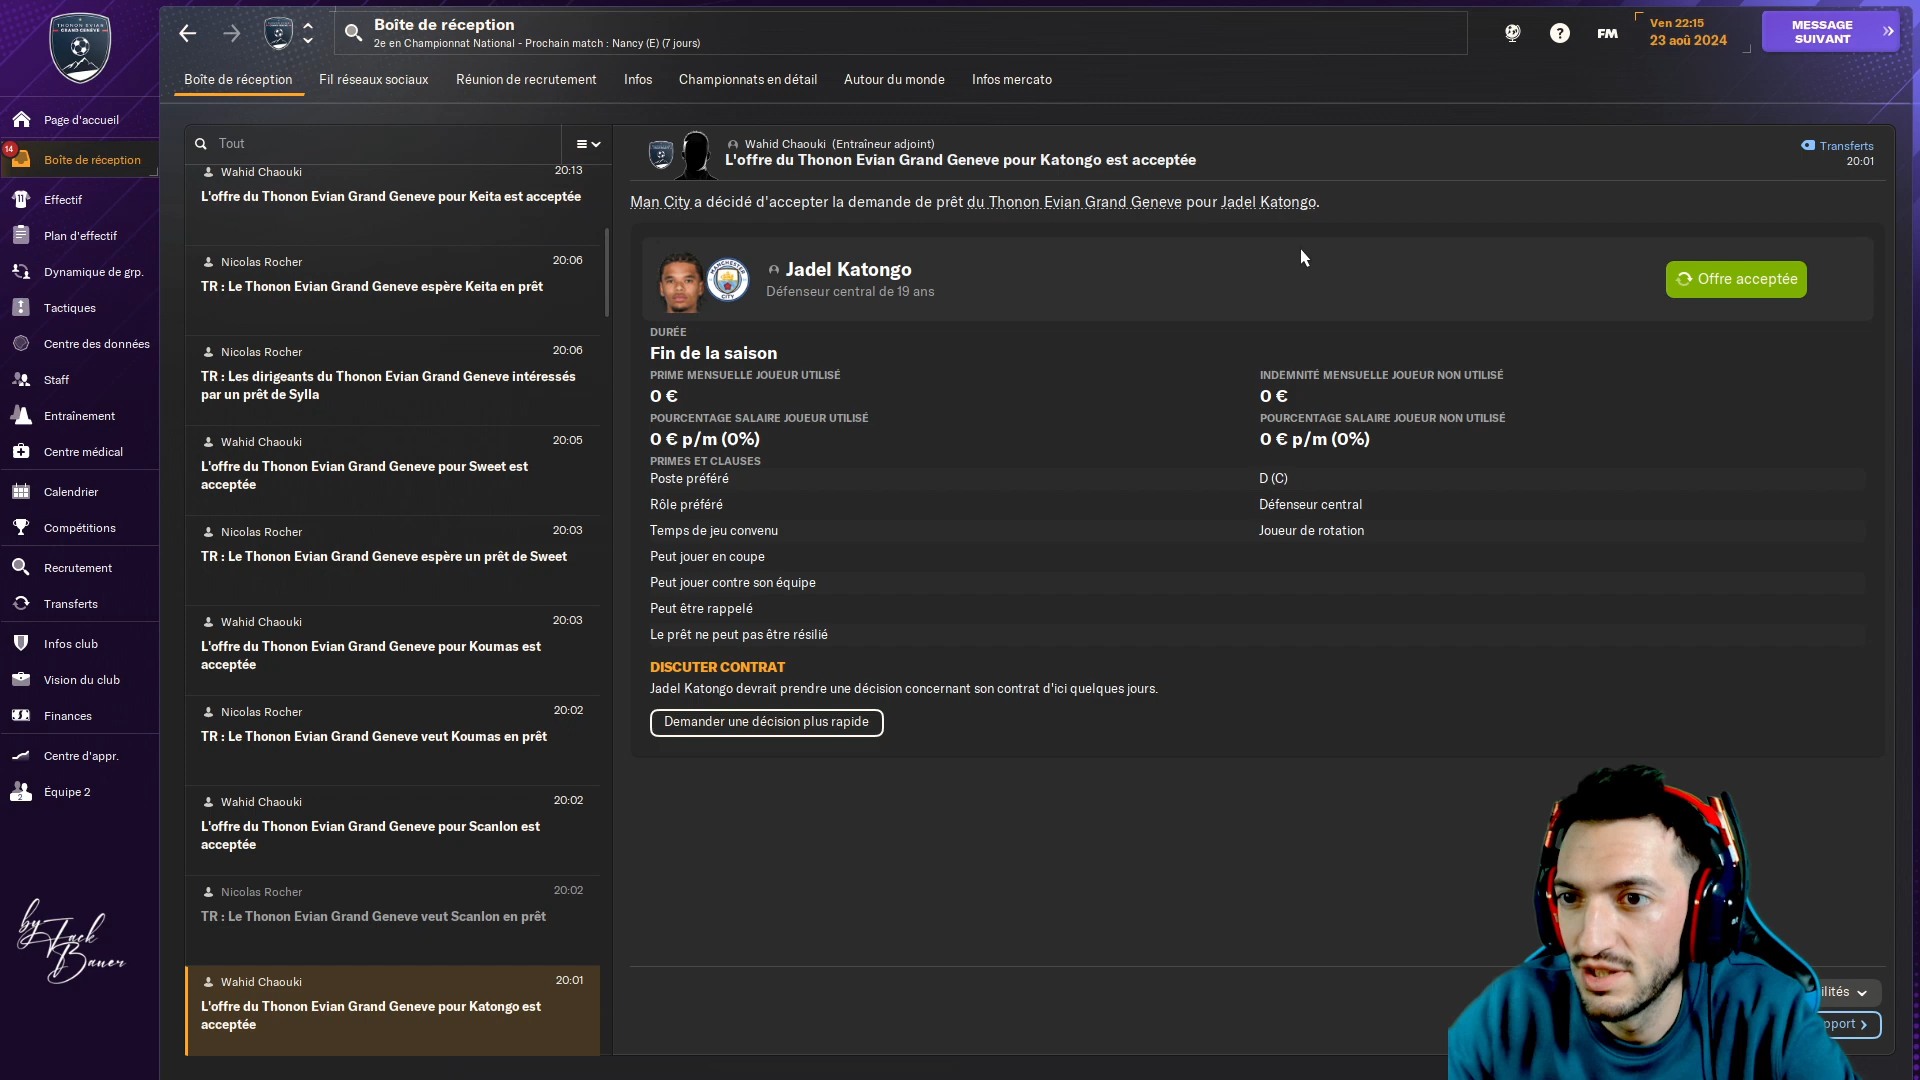 THONON EVIAN
GRAND GENÈVE
Boîte de réception
2e en Championnat National - Prochain match : Nancy (E) (7 jours)
FM
Ven 22:15
23 aoû 2024
MESSAGE
SUIVANT
Boîte de réception
Fil réseaux sociaux
Réunion de recrutement
Infos
Championnats en détail
Autour du monde
Infos mercato
Page d'accueil
14
Boîte de réception
Effectif
Plan d'effectif
Dynamique de grp.
Tactiques
Centre des données
Staff
Entraînement
Centre médical
Calendrier
Compétitions
Recrutement
Transferts
Infos club
Vision du club
Finances
Centre d'appr.
2
Équipe 2
by Jack
Bauer
Tout
Wahid Chaouki
20:13
L'offre du Thonon Evian Grand Geneve pour Keita est acceptée
Nicolas Rocher
20:06
TR : Le Thonon Evian Grand Geneve espère Keita en prêt
Nicolas Rocher
20:06
TR : Les dirigeants du Thonon Evian Grand Geneve intéressés
par un prêt de Sylla
Wahid Chaouki
20:05
L'offre du Thonon Evian Grand Geneve pour Sweet est
acceptée
Nicolas Rocher
20:03
TR : Le Thonon Evian Grand Geneve espère un prêt de Sweet
Wahid Chaouki
20:03
L'offre du Thonon Evian Grand Geneve pour Koumas est
acceptée
Nicolas Rocher
20:02
TR : Le Thonon Evian Grand Geneve veut Koumas en prêt
Wahid Chaouki
20:02
L'offre du Thonon Evian Grand Geneve pour Scanlon est
acceptée
Nicolas Rocher
20:02
TR : Le Thonon Evian Grand Geneve veut Scanlon en prêt
Wahid Chaouki
20:01
L'offre du Thonon Evian Grand Geneve pour Katongo est
acceptée
Wahid Chaouki (Entraîneur adjoint)
L'offre du Thonon Evian Grand Geneve pour Katongo est acceptée
Transferts
20:01
Man City a décidé d'accepter la demande de prêt du Thonon Evian Grand Geneve pour Jadel Katongo.
MANCHESTER
CITY
Jadel Katongo
Défenseur central de 19 ans
Offre acceptée
DURÉE
Fin de la saison
PRIME MENSUELLE JOUEUR UTILISÉ
INDEMNITÉ MENSUELLE JOUEUR NON UTILISÉ
0 €
0 €
POURCENTAGE SALAIRE JOUEUR UTILISÉ
POURCENTAGE SALAIRE JOUEUR NON UTILISÉ
0 € p/m (0%)
0 € p/m (0%)
PRIMES ET CLAUSES
Poste préféré
D (C)
Rôle préféré
Défenseur central
Temps de jeu convenu
Joueur de rotation
Peut jouer en coupe
Peut jouer contre son équipe
Peut être rappelé
Le prêt ne peut pas être résilié
DISCUTER CONTRAT
Jadel Katongo devrait prendre une décision concernant son contrat d'ici quelques jours.
Demander une décision plus rapide
ilités
pport